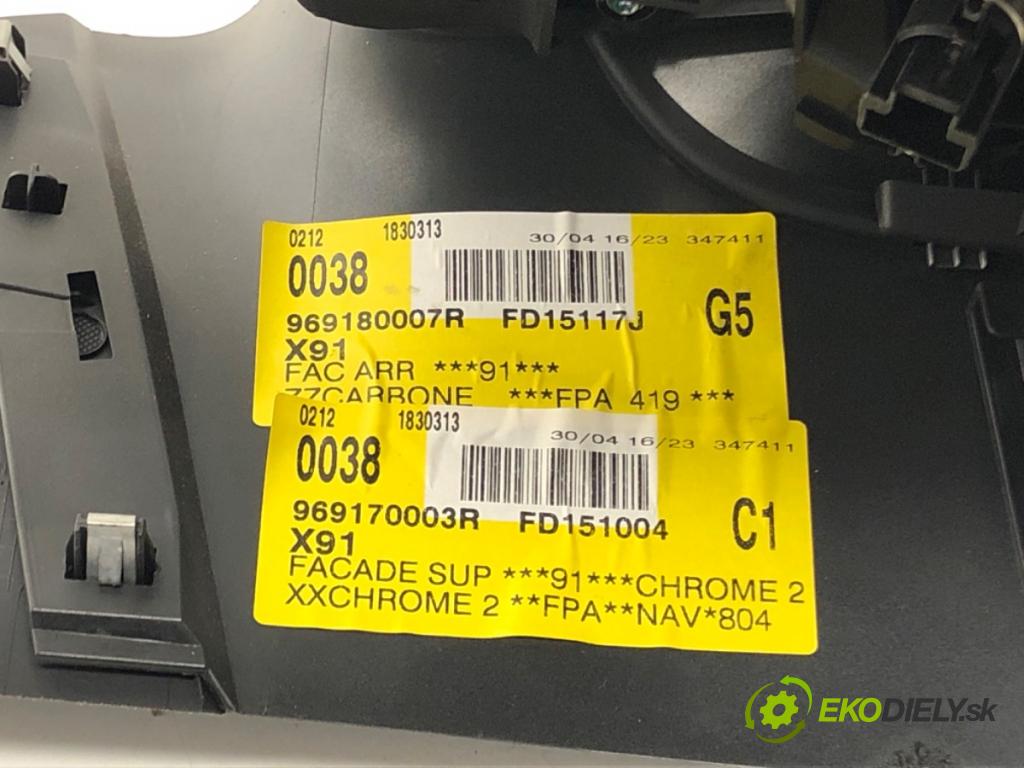 0212 1830313
30/04 16/23 347411
0038
969180007R FD15117J G5
X91
FAC ARR ***91***
ZZCARBONE ***FPA 419 ***
0212 1830313
30/04 16/23 347411
0038
969170003R FD151004 C1
X91
FACADE SUP ***91***CHROME 2
XXCHROME 2 **FPA**NAV*804
EKODIELY.sk